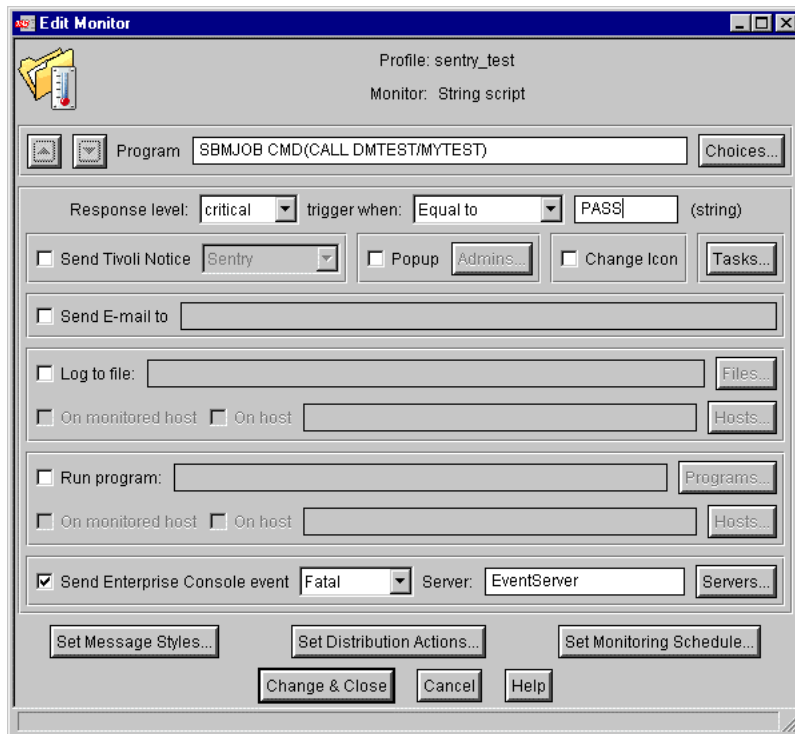 Edit Monitor
Profile: sentry_test
Monitor: String script
Program SBMJOB CMD(CALL DMTEST/MYTEST) Choices...
Response level: critical trigger when: Equal to PASS (string)
Send Tivoli Notice Sentry Popup Admins... Change Icon Tasks...
Send E-mail to
Log to file: Files...
On monitored host On host Hosts...
Run program: Programs...
On monitored host On host Hosts...
Send Enterprise Console event Fatal Server: EventServer Servers...
Set Message Styles... Set Distribution Actions... Set Monitoring Schedule...
Change & Close Cancel Help